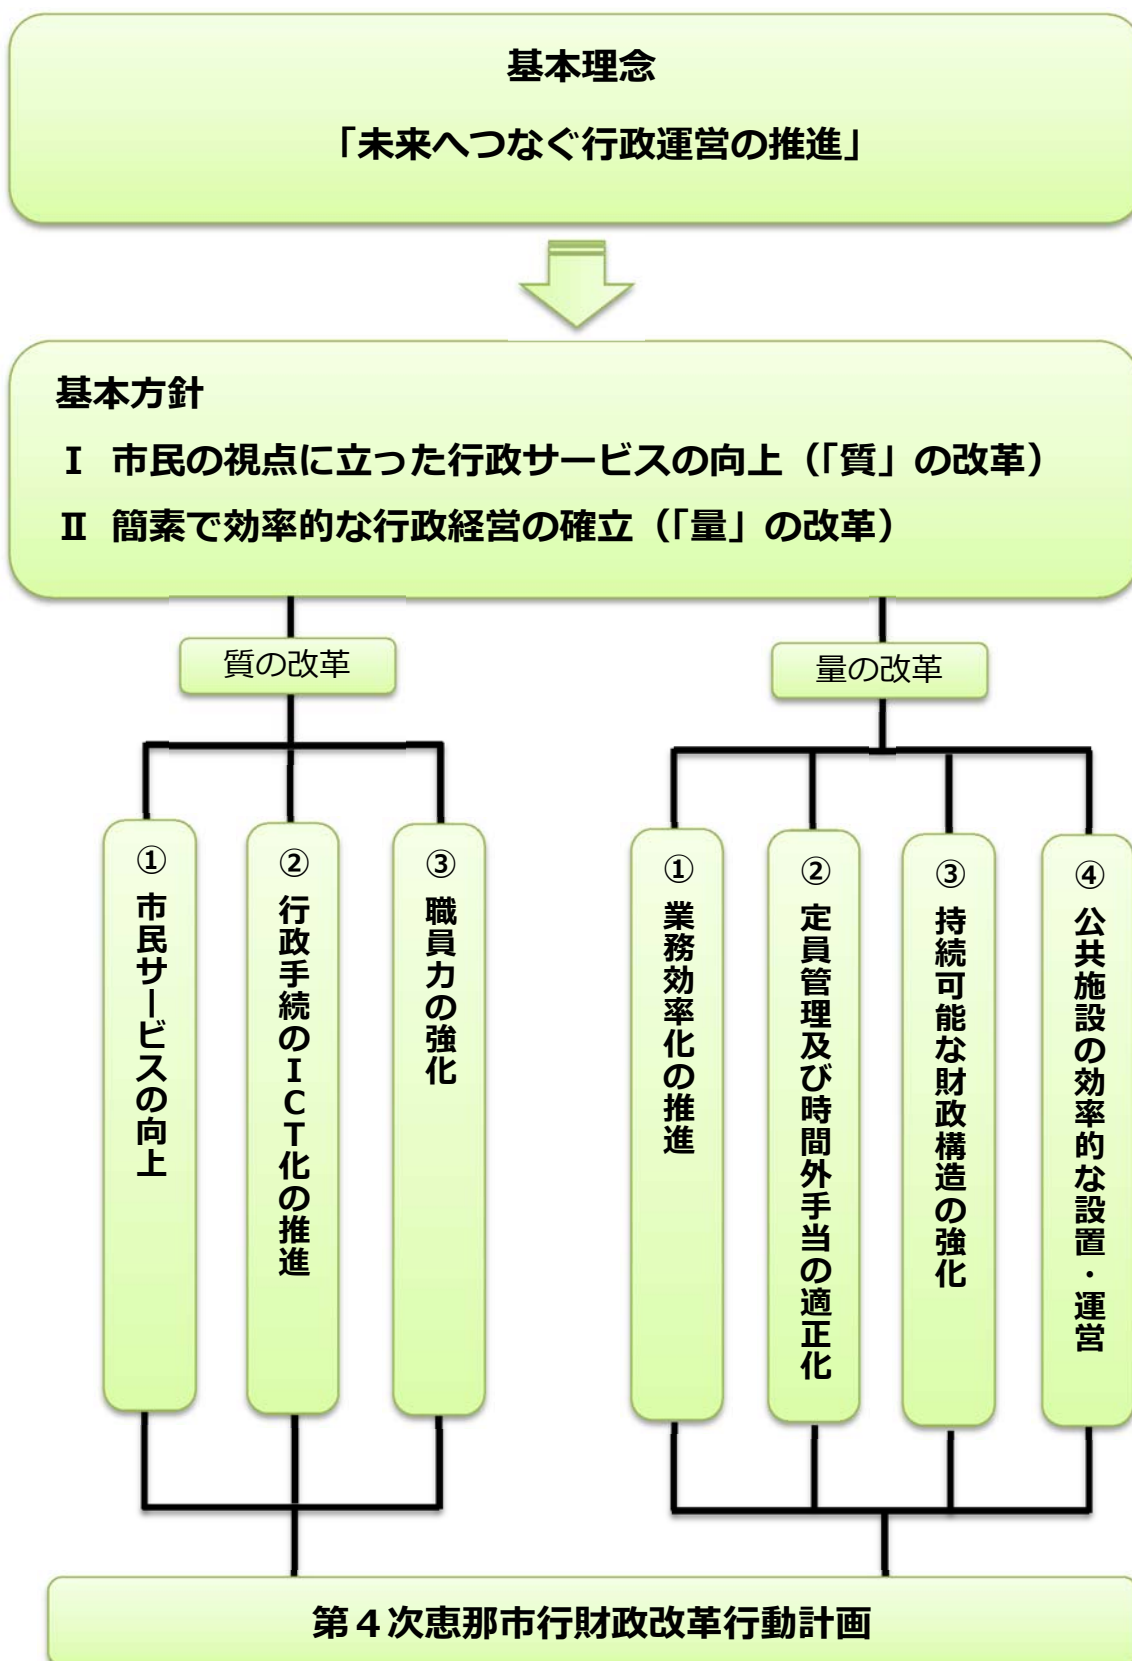 基本理念
「未来へつなぐ行政運営の推進」
基本方針
Ⅰ 市民の視点に立った行政サービスの向上（「質」の改革）
Ⅱ 簡素で効率的な行政経営の確立（「量」の改革）
質の改革
量の改革
① 市民サービスの向上
② 行政手続のＩＣＴ化の推進
③ 職員力の強化
① 業務効率化の推進
② 定員管理及び時間外手当の適正化
③ 持続可能な財政構造の強化
④ 公共施設の効率的な設置・運営
第４次恵那市行財政改革行動計画